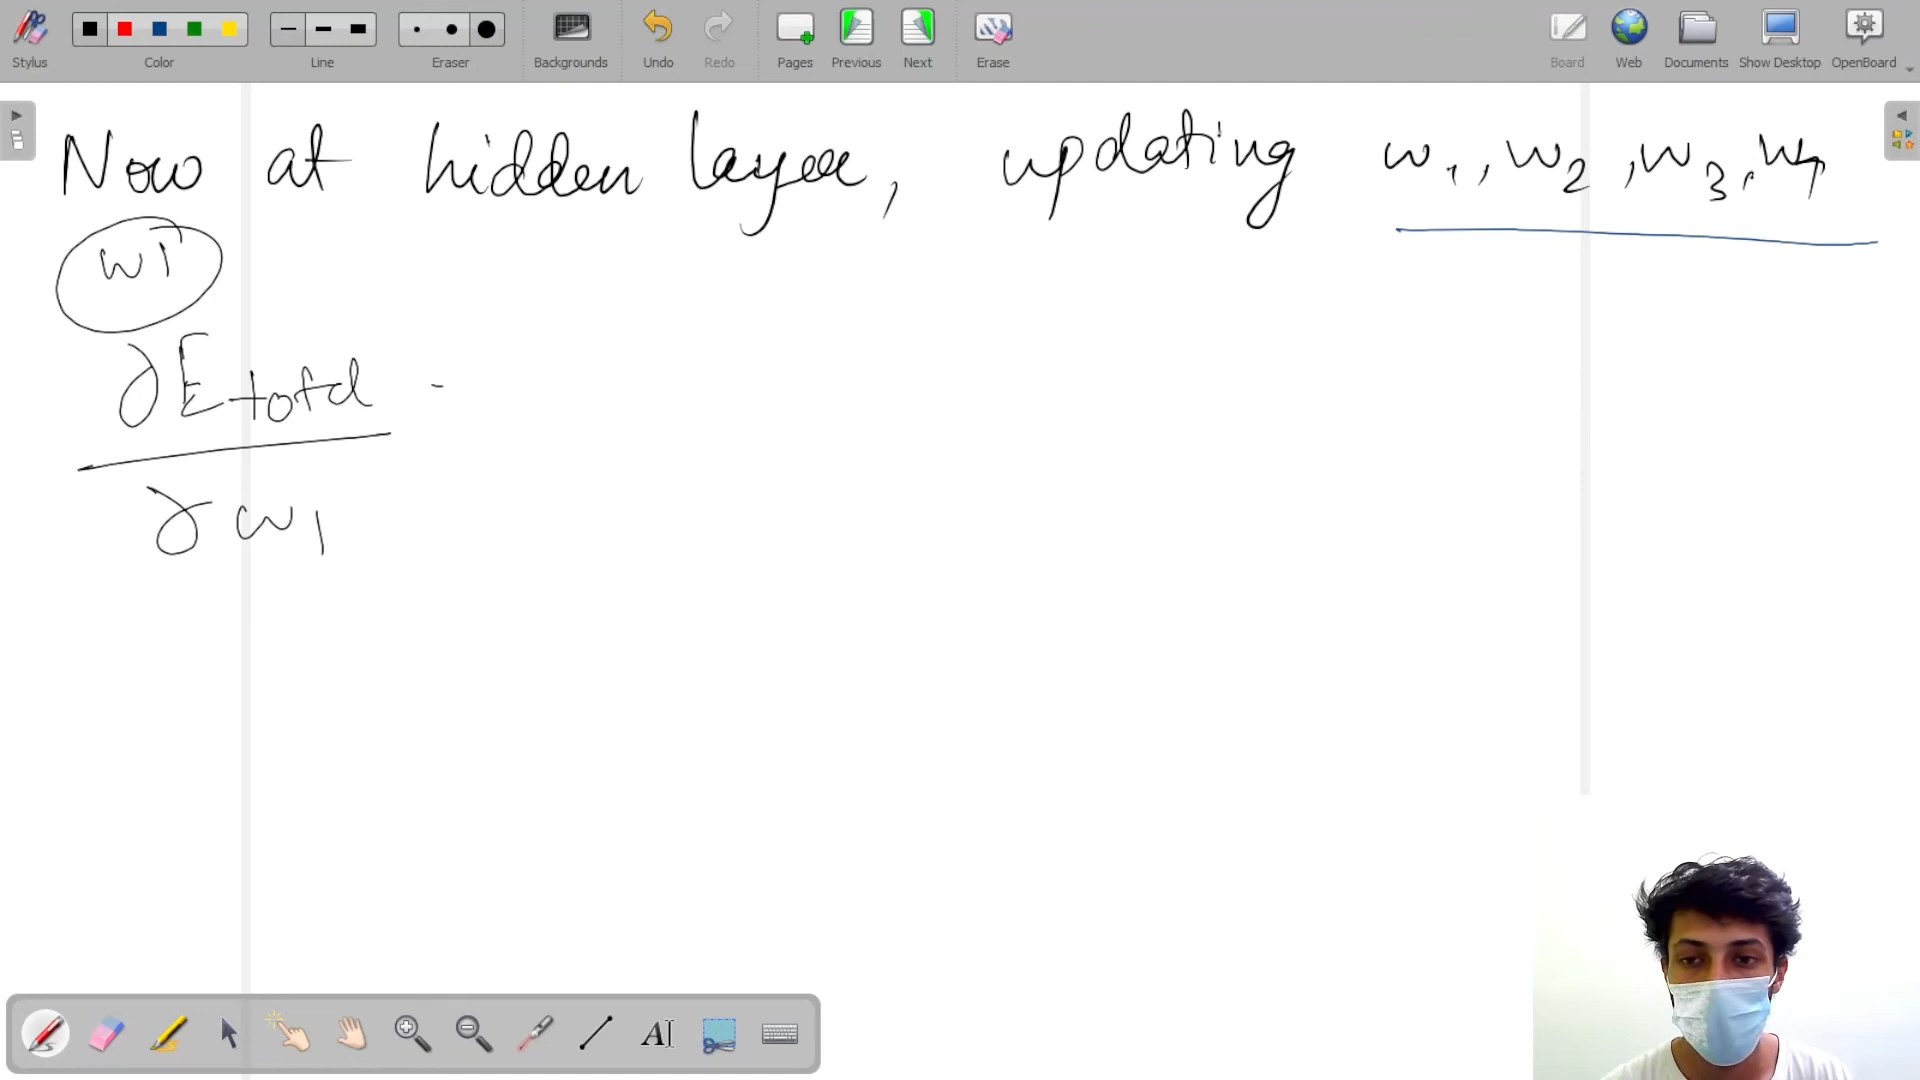 Stylus Color Line Eraser Backgrounds Undo Redo Pages Previous Next Erase Board Web Documents Show Desktop OpenBoard
Now at hidden layer, updating w1, w2, w3, w4
w1
∂Etotal -
∂w1